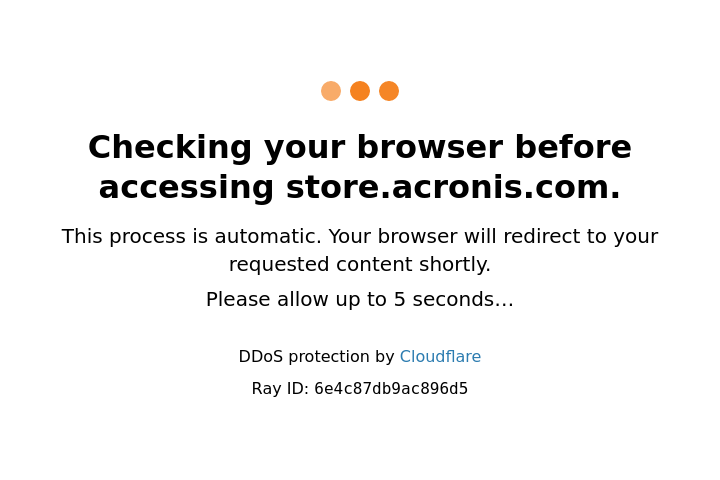 Checking your browser before
accessing store.acronis.com.
This process is automatic. Your browser will redirect to your
requested content shortly.
Please allow up to 5 seconds…
DDoS protection by Cloudflare
Ray ID: 6e4c87db9ac896d5